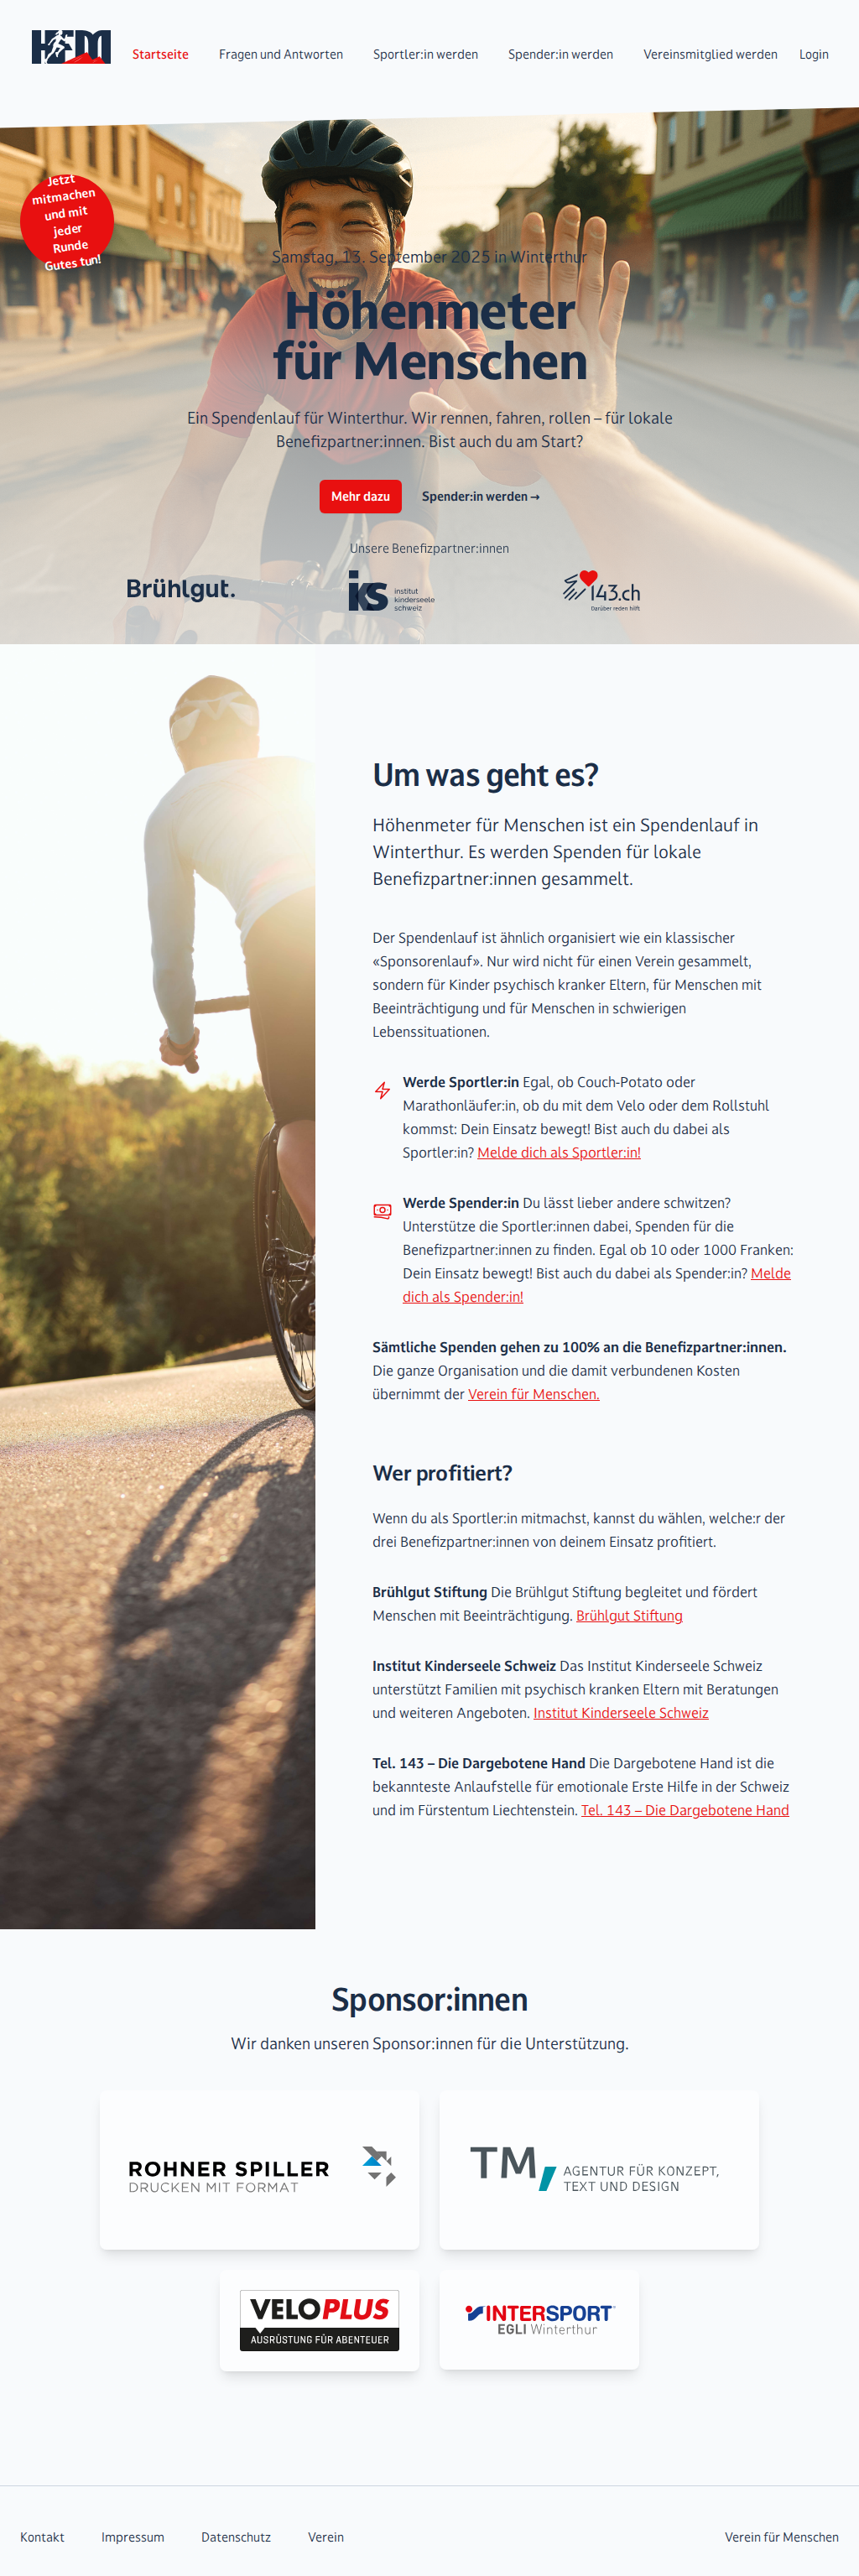 HFM
Startseite
Fragen und Antworten
Sportler:in werden
Spender:in werden
Vereinsmitglied werden
Login
Jetzt
mitmachen
und mit
jeder
Runde
Gutes tun!
Samstag, 13. September 2025 in Winterthur
Höhenmeter
für Menschen
Ein Spendenlauf für Winterthur. Wir rennen, fahren, rollen – für lokale
Benefizpartner:innen. Bist auch du am Start?
Mehr dazu
Spender:in werden →
Unsere Benefizpartner:innen
Brühlgut.
iks
institut
kinderseele
schweiz
143.ch
Darüber reden hilft
Um was geht es?
Höhenmeter für Menschen ist ein Spendenlauf in
Winterthur. Es werden Spenden für lokale
Benefizpartner:innen gesammelt.
Der Spendenlauf ist ähnlich organisiert wie ein klassischer
«Sponsorenlauf». Nur wird nicht für einen Verein gesammelt,
sondern für Kinder psychisch kranker Eltern, für Menschen mit
Beeinträchtigung und für Menschen in schwierigen
Lebenssituationen.
Werde Sportler:in Egal, ob Couch-Potato oder
Marathonläufer:in, ob du mit dem Velo oder dem Rollstuhl
kommst: Dein Einsatz bewegt! Bist auch du dabei als
Sportler:in? Melde dich als Sportler:in!
Werde Spender:in Du lässt lieber andere schwitzen?
Unterstütze die Sportler:innen dabei, Spenden für die
Benefizpartner:innen zu finden. Egal ob 10 oder 1000 Franken:
Dein Einsatz bewegt! Bist auch du dabei als Spender:in? Melde
dich als Spender:in!
Sämtliche Spenden gehen zu 100% an die Benefizpartner:innen.
Die ganze Organisation und die damit verbundenen Kosten
übernimmt der Verein für Menschen.
Wer profitiert?
Wenn du als Sportler:in mitmachst, kannst du wählen, welche:r der
drei Benefizpartner:innen von deinem Einsatz profitiert.
Brühlgut Stiftung Die Brühlgut Stiftung begleitet und fördert
Menschen mit Beeinträchtigung. Brühlgut Stiftung
Institut Kinderseele Schweiz Das Institut Kinderseele Schweiz
unterstützt Familien mit psychisch kranken Eltern mit Beratungen
und weiteren Angeboten. Institut Kinderseele Schweiz
Tel. 143 – Die Dargebotene Hand Die Dargebotene Hand ist die
bekannteste Anlaufstelle für emotionale Erste Hilfe in der Schweiz
und im Fürstentum Liechtenstein. Tel. 143 – Die Dargebotene Hand
Sponsor:innen
Wir danken unseren Sponsor:innen für die Unterstützung.
ROHNER SPILLER
DRUCKEN MIT FORMAT
TM
AGENTUR FÜR KONZEPT,
TEXT UND DESIGN
VELOPLUS
AUSRÜSTUNG FÜR ABENTEUER
INTERSPORT
EGLI Winterthur
Kontakt
Impressum
Datenschutz
Verein
Verein für Menschen